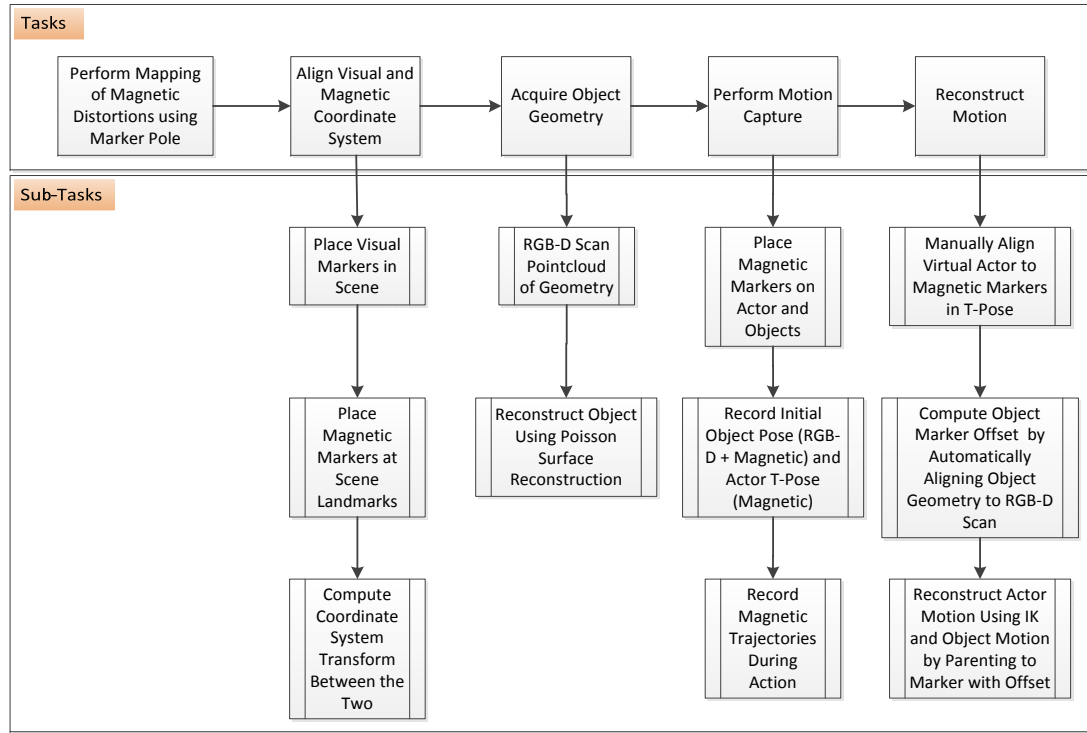 Tasks
Perform Mapping
of Magnetic
Distortions using
Marker Pole
Align Visual and
Magnetic
Coordinate
System
Acquire Object
Geometry
Perform Motion
Capture
Reconstruct
Motion
Sub-Tasks
Place Visual
Markers in
Scene
RGB-D Scan
Pointcloud
of Geometry
Place
Magnetic
Markers on
Actor and
Objects
Manually Align
Virtual Actor to
Magnetic Markers
in T-Pose
Place
Magnetic
Markers at
Scene
Landmarks
Reconstruct Object
Using Poisson
Surface
Reconstruction
Record Initial
Object Pose (RGB-
D + Magnetic) and
Actor T-Pose
(Magnetic)
Compute Object
Marker Offset by
Automatically
Aligning Object
Geometry to RGB-D
Scan
Compute
Coordinate
System
Transform
Between the
Two
Record
Magnetic
Trajectories
During
Action
Reconstruct Actor
Motion Using IK
and Object Motion
by Parenting to
Marker with Offset